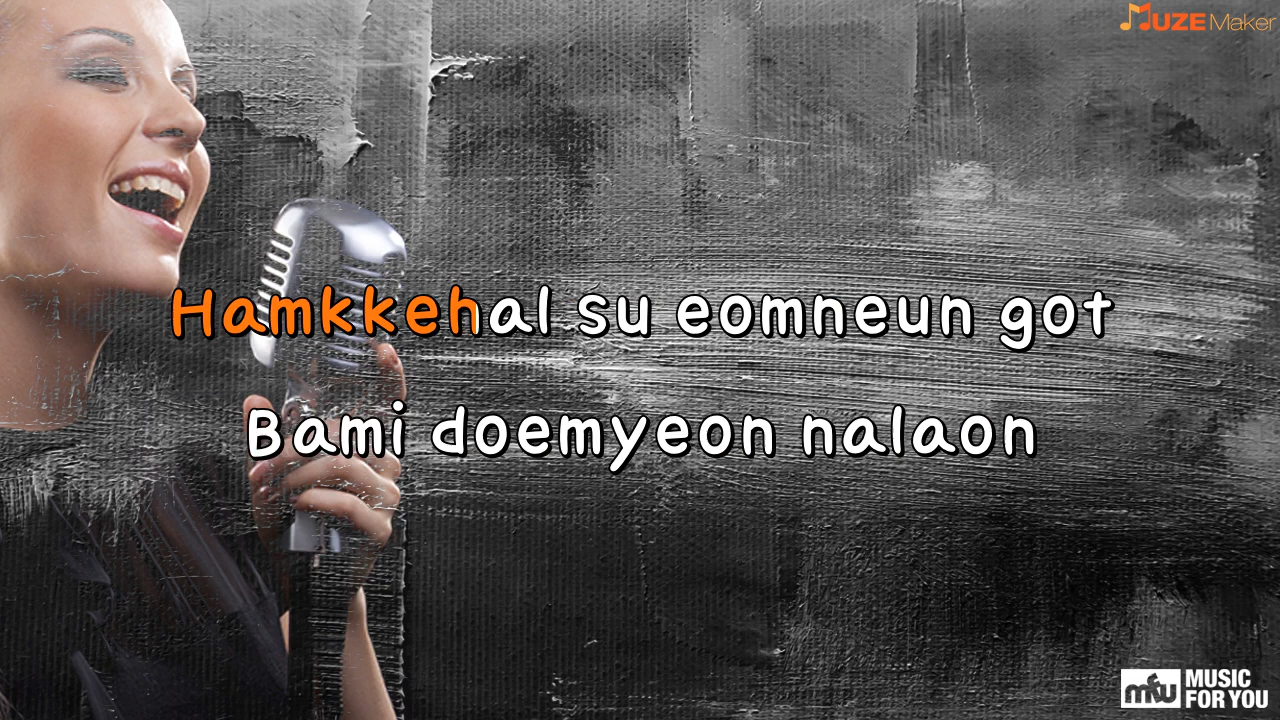 MUZE Maker
Hamkkehal su eomneun got
Bami doemyeon nalaon
mfu MUSIC
FOR YOU